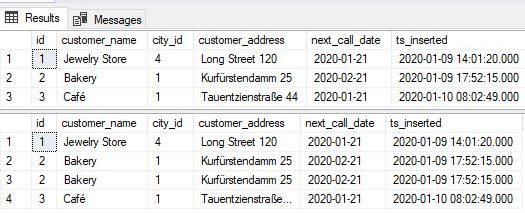 Results Messages
id customer_name city_id customer_address next_call_date ts_inserted
1 1 Jewelry Store 4 Long Street 120 2020-01-21 2020-01-09 14:01:20.000
2 2 Bakery 1 Kurfürstendamm 25 2020-02-21 2020-01-09 17:52:15.000
3 3 Café 1 Tauentzienstraße 44 2020-01-21 2020-01-10 08:02:49.000
id customer_name city_id customer_address next_call_date ts_inserted
1 1 Jewelry Store 4 Long Street 120 2020-01-21 2020-01-09 14:01:20.000
2 2 Bakery 1 Kurfürstendamm 25 2020-02-21 2020-01-09 17:52:15.000
3 2 Bakery 1 Kurfürstendamm 25 2020-02-21 2020-01-09 17:52:15.000
4 3 Café 1 Tauentzienstraße... 2020-01-21 2020-01-10 08:02:49.000